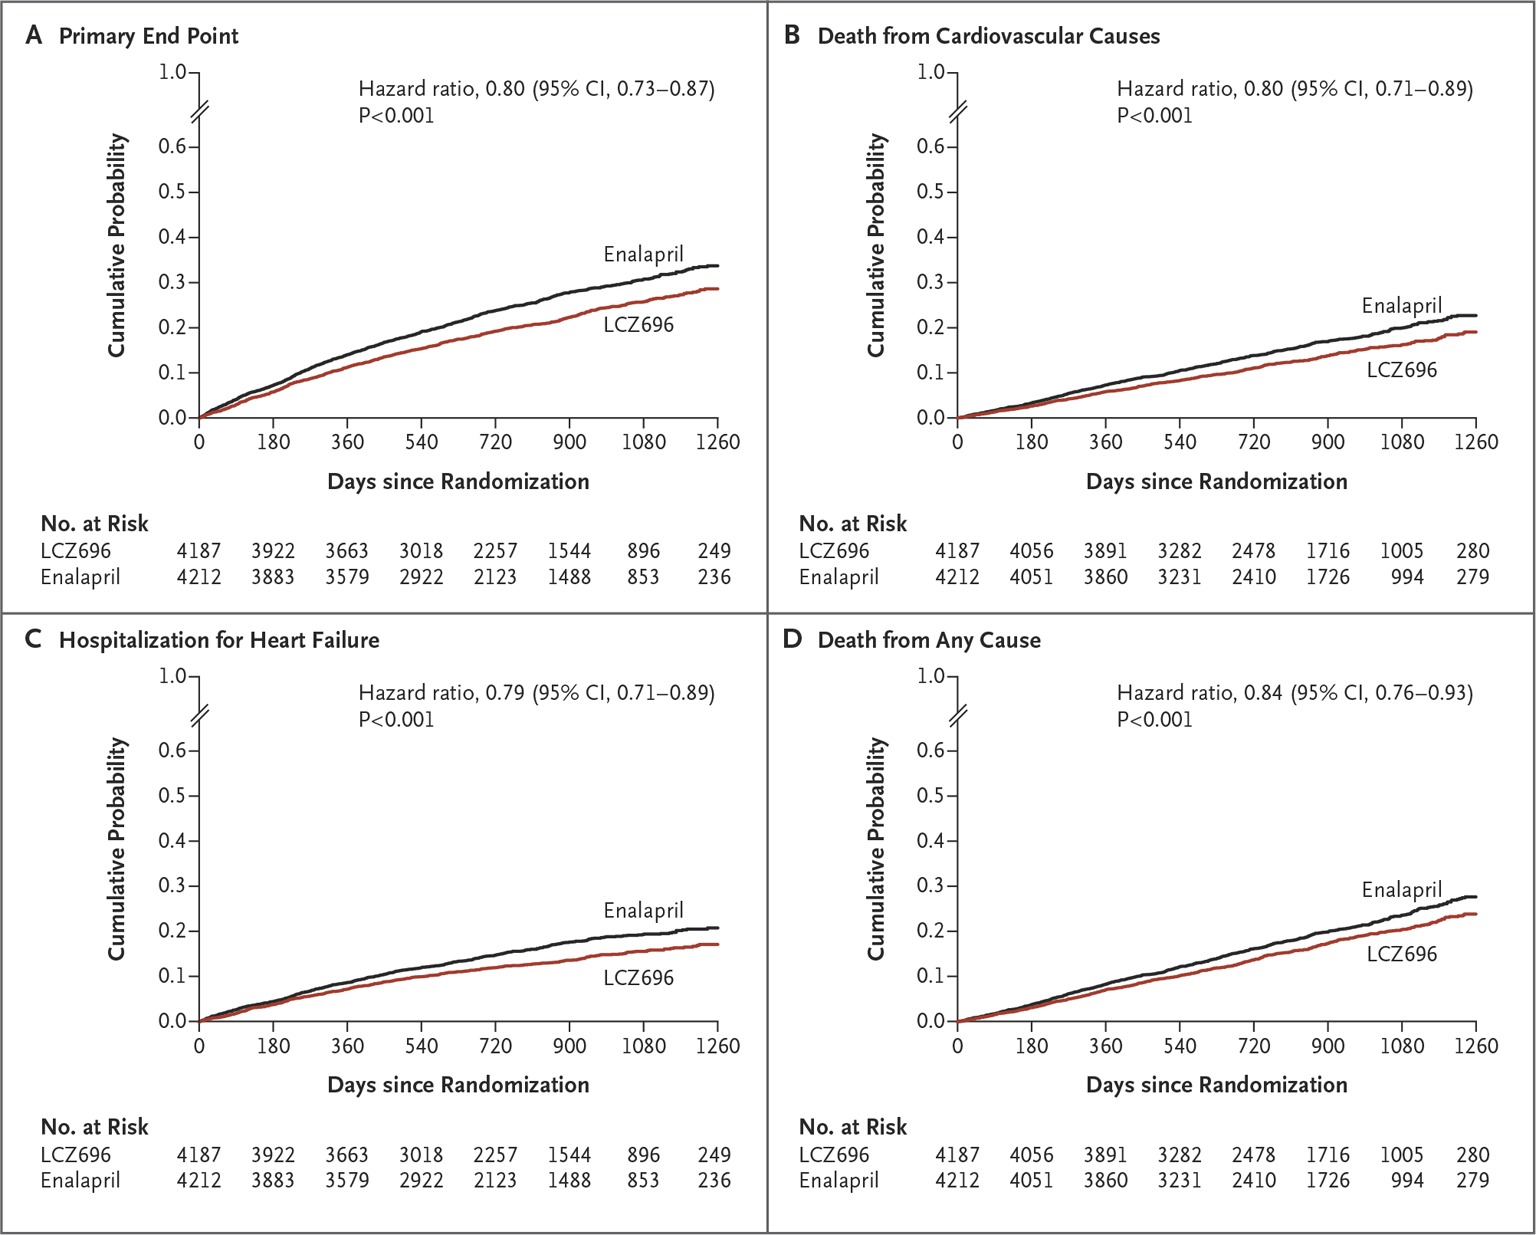 A Primary End Point
1.0
0.6
0.5
0.4
0.3
0.2
0.1
0.0
Cumulative Probability
Hazard ratio, 0.80 (95% CI, 0.73–0.87)
P<0.001
Enalapril
LCZ696
0 180 360 540 720 900 1080 1260
Days since Randomization
No. at Risk
LCZ696 4187 3922 3663 3018 2257 1544 896 249
Enalapril 4212 3883 3579 2922 2123 1488 853 236
B Death from Cardiovascular Causes
1.0
0.6
0.5
0.4
0.3
0.2
0.1
0.0
Cumulative Probability
Hazard ratio, 0.80 (95% CI, 0.71–0.89)
P<0.001
Enalapril
LCZ696
0 180 360 540 720 900 1080 1260
Days since Randomization
No. at Risk
LCZ696 4187 4056 3891 3282 2478 1716 1005 280
Enalapril 4212 4051 3860 3231 2410 1726 994 279
C Hospitalization for Heart Failure
1.0
0.6
0.5
0.4
0.3
0.2
0.1
0.0
Cumulative Probability
Hazard ratio, 0.79 (95% CI, 0.71–0.89)
P<0.001
Enalapril
LCZ696
0 180 360 540 720 900 1080 1260
Days since Randomization
No. at Risk
LCZ696 4187 3922 3663 3018 2257 1544 896 249
Enalapril 4212 3883 3579 2922 2123 1488 853 236
D Death from Any Cause
1.0
0.6
0.5
0.4
0.3
0.2
0.1
0.0
Cumulative Probability
Hazard ratio, 0.84 (95% CI, 0.76–0.93)
P<0.001
Enalapril
LCZ696
0 180 360 540 720 900 1080 1260
Days since Randomization
No. at Risk
LCZ696 4187 4056 3891 3282 2478 1716 1005 280
Enalapril 4212 4051 3860 3231 2410 1726 994 279